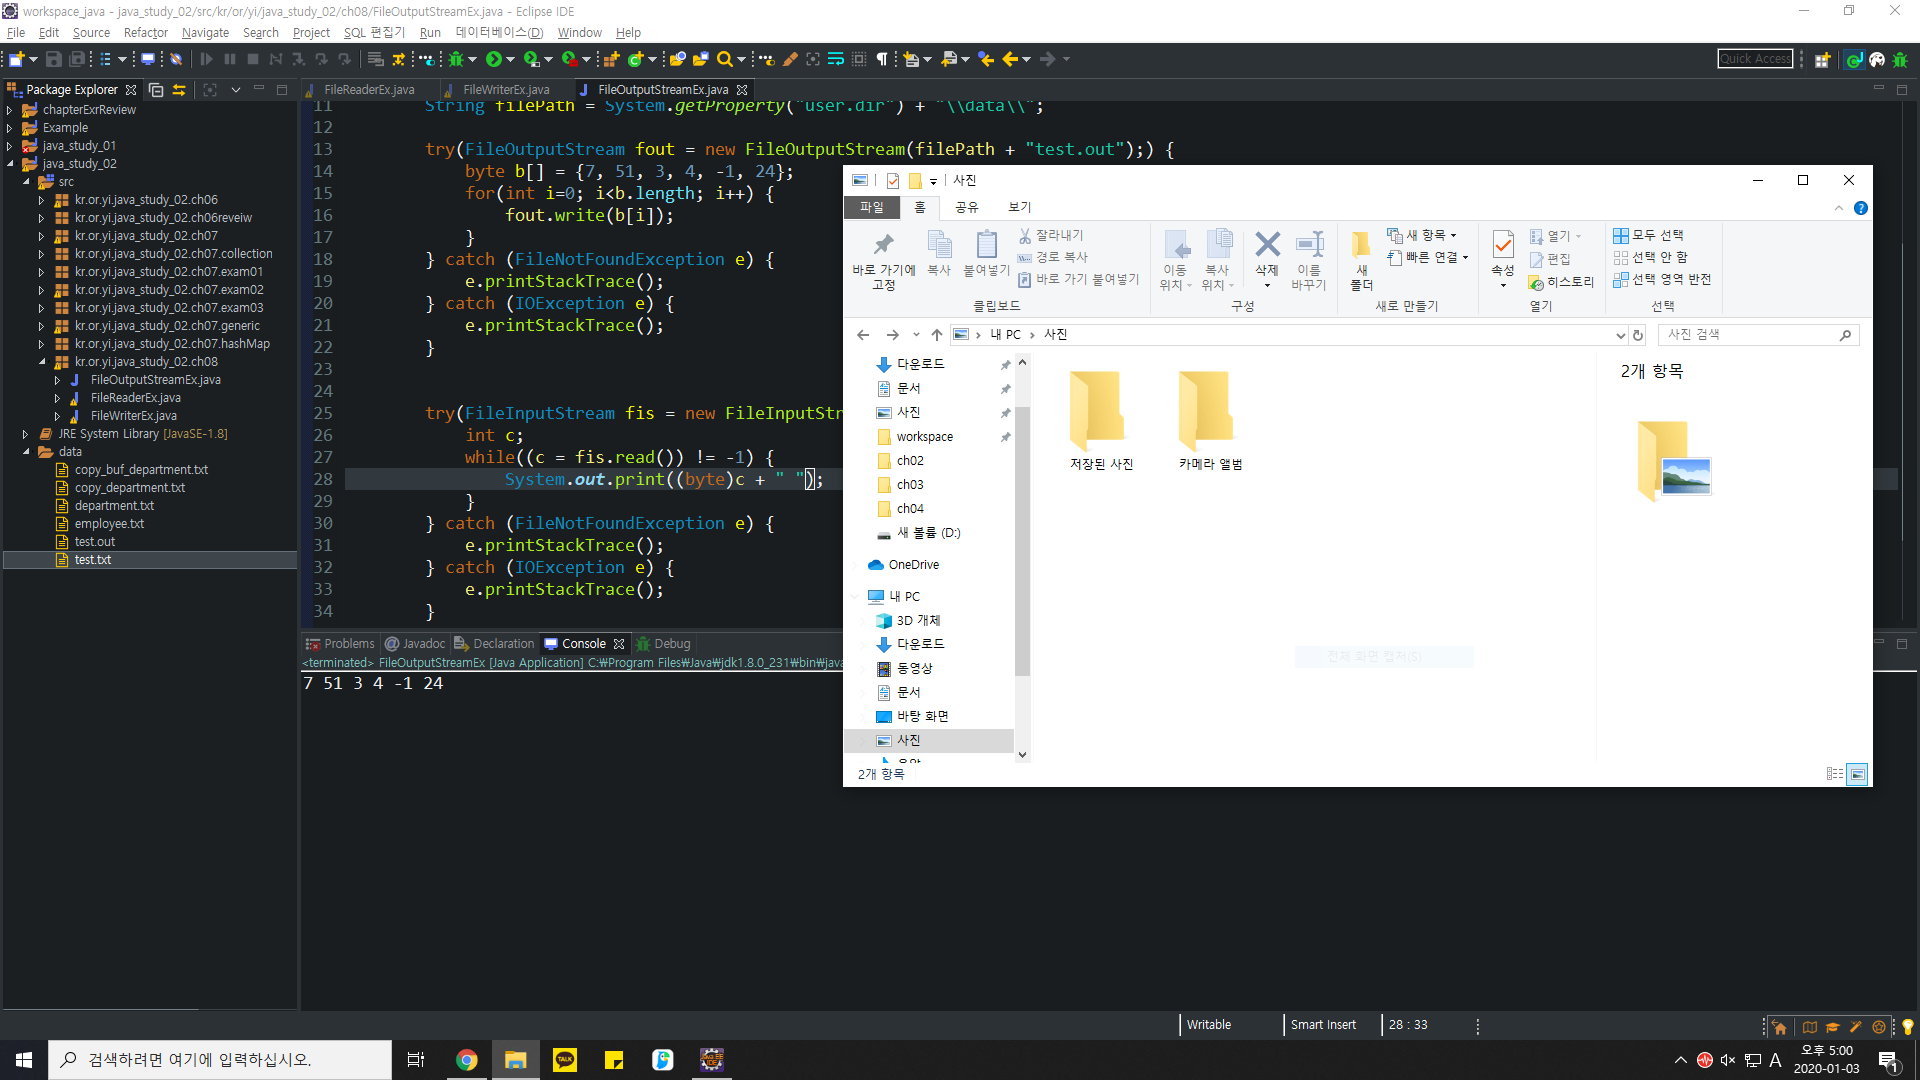 workspace_java - java_study_02/src/kr/or/yi/java_study_02/ch08/FileOutputStreamEx.java - Eclipse IDE
File Edit Source Refactor Navigate Search Project SQL 편집기 Run 데이터베이스(D) Window Help
Quick Access
Package Explorer
chapterExrReview
Example
java_study_01
java_study_02
src
kr.or.yi.java_study_02.ch06
kr.or.yi.java_study_02.ch06reveiw
kr.or.yi.java_study_02.ch07
kr.or.yi.java_study_02.ch07.collection
kr.or.yi.java_study_02.ch07.exam01
kr.or.yi.java_study_02.ch07.exam02
kr.or.yi.java_study_02.ch07.exam03
kr.or.yi.java_study_02.ch07.generic
kr.or.yi.java_study_02.ch07.hashMap
kr.or.yi.java_study_02.ch08
FileOutputStreamEx.java
FileReaderEx.java
FileWriterEx.java
JRE System Library [JavaSE-1.8]
data
copy_buf_department.txt
copy_department.txt
department.txt
employee.txt
test.out
test.txt
FileReaderEx.java FileWriterEx.java FileOutputStreamEx.java
11 String filePath = System.getProperty("user.dir") + "\\data\\";
12
13 try(FileOutputStream fout = new FileOutputStream(filePath + "test.out");) {
14 byte b[] = {7, 51, 3, 4, -1, 24};
15 for(int i=0; i<b.length; i++) {
16 fout.write(b[i]);
17 }
18 } catch (FileNotFoundException e) {
19 e.printStackTrace();
20 } catch (IOException e) {
21 e.printStackTrace();
22 }
23
24
25 try(FileInputStream fis = new FileInputStr
26 int c;
27 while((c = fis.read()) != -1) {
28 System.out.print((byte)c + " ");
29 }
30 } catch (FileNotFoundException e) {
31 e.printStackTrace();
32 } catch (IOException e) {
33 e.printStackTrace();
34 }
Problems Javadoc Declaration Console Debug
<terminated> FileOutputStreamEx [Java Application] C:₩Program Files₩Java₩jdk1.8.0_231₩bin₩java
7 51 3 4 -1 24
사진
파일 홈 공유 보기
바로 가기에 고정
복사
붙여넣기
잘라내기
경로 복사
바로 가기 붙여넣기
클립보드
이동 위치
복사 위치
삭제
이름 바꾸기
구성
새 폴더
새 항목
빠른 연결
새로 만들기
속성
열기
편집
히스토리
열기
모두 선택
선택 안 함
선택 영역 반전
선택
내 PC 사진
사진 검색
다운로드
문서
사진
workspace
ch02
ch03
ch04
새 볼륨 (D:)
OneDrive
내 PC
3D 개체
다운로드
동영상
문서
바탕 화면
사진
저장된 사진
카메라 앨범
2개 항목
전체 화면 캡처(S)
2개 항목
Writable Smart Insert 28 : 33
검색하려면 여기에 입력하십시오.
TALK
Java EE
IDE
A
오후 5:00
2020-01-03
1